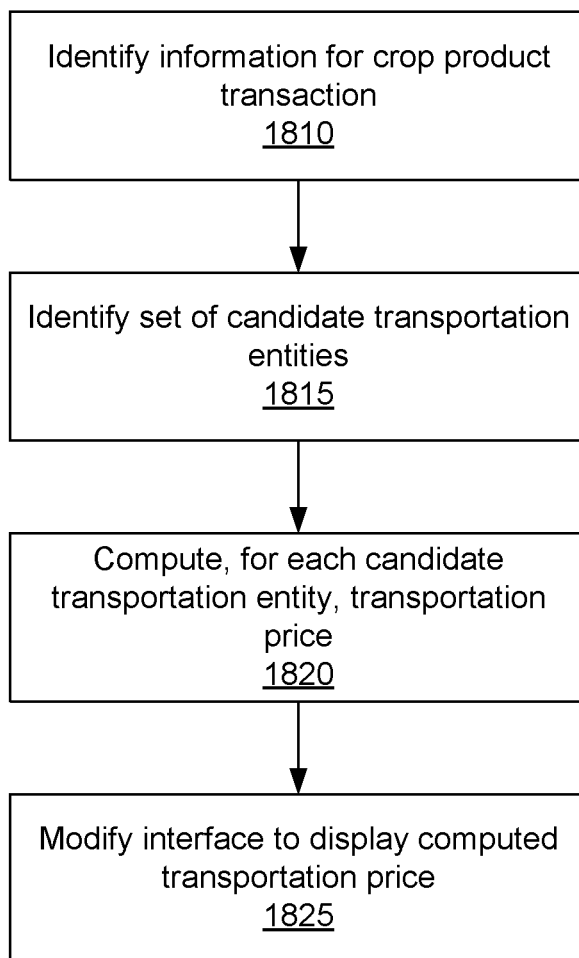 Identify information for crop product
transaction
1810
Identify set of candidate transportation
entities
1815
Compute, for each candidate
transportation entity, transportation
price
1820
Modify interface to display computed
transportation price
1825